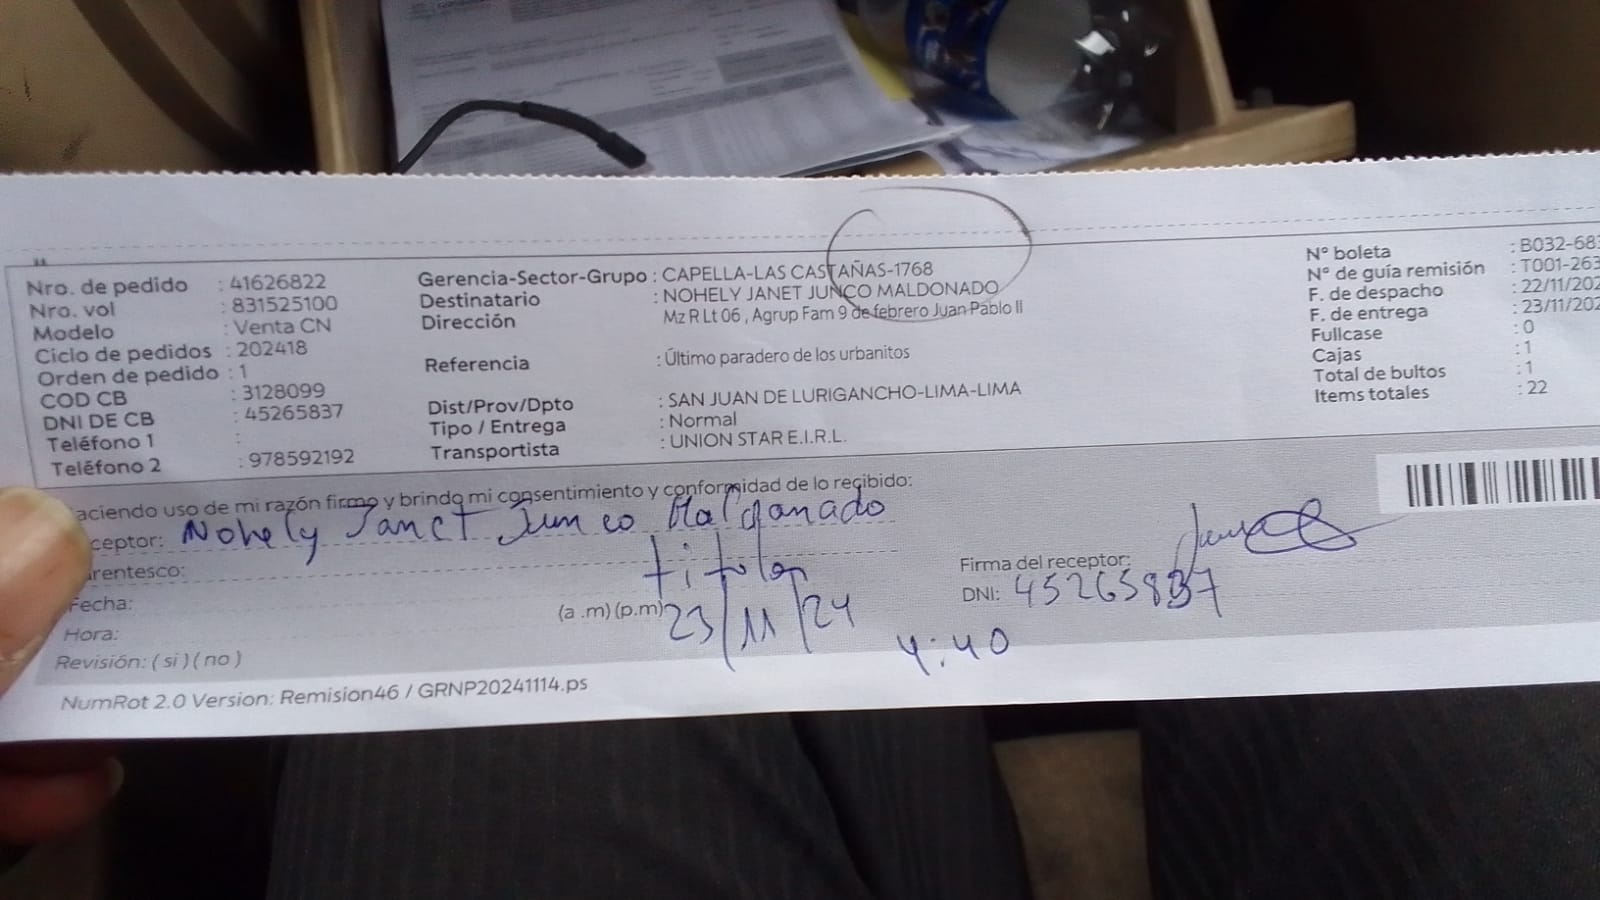 Nro. de pedido : 41626822
Nro. vol : 831525100
Modelo : Venta CN
Ciclo de pedidos : 202418
Orden de pedido : 1
COD CB : 3128099
DNI DE CB : 45265837
Teléfono 1 :
Teléfono 2 : 978592192
Gerencia-Sector-Grupo : CAPELLA-LAS CASTAÑAS-1768
Destinatario : NOHELY JANET JUNCO MALDONADO
Dirección Mz R Lt 06 , Agrup Fam 9 de febrero Juan Pablo II
Referencia : Último paradero de los urbanitos
Dist/Prov/Dpto : SAN JUAN DE LURIGANCHO-LIMA-LIMA
Tipo / Entrega : Normal
Transportista : UNION STAR E.I.R.L.
N° boleta : B032-683
N° de guía remisión : T001-263
F. de despacho : 22/11/202
F. de entrega : 23/11/202
Fullcase : 0
Cajas : 1
Total de bultos : 1
Items totales : 22
aciendo uso de mi razón firmo y brindo mi consentimiento y conformidad de lo recibido:
ceptor: Nohely Janet Junco Maldonado
rentesco: titular
Fecha: (a .m) (p.m) 23/11/24
Hora: 4:40
Revisión: ( si ) ( no )
Firma del receptor:
DNI: 45265837
NumRot 2.0 Version: Remision46 / GRNP20241114.ps